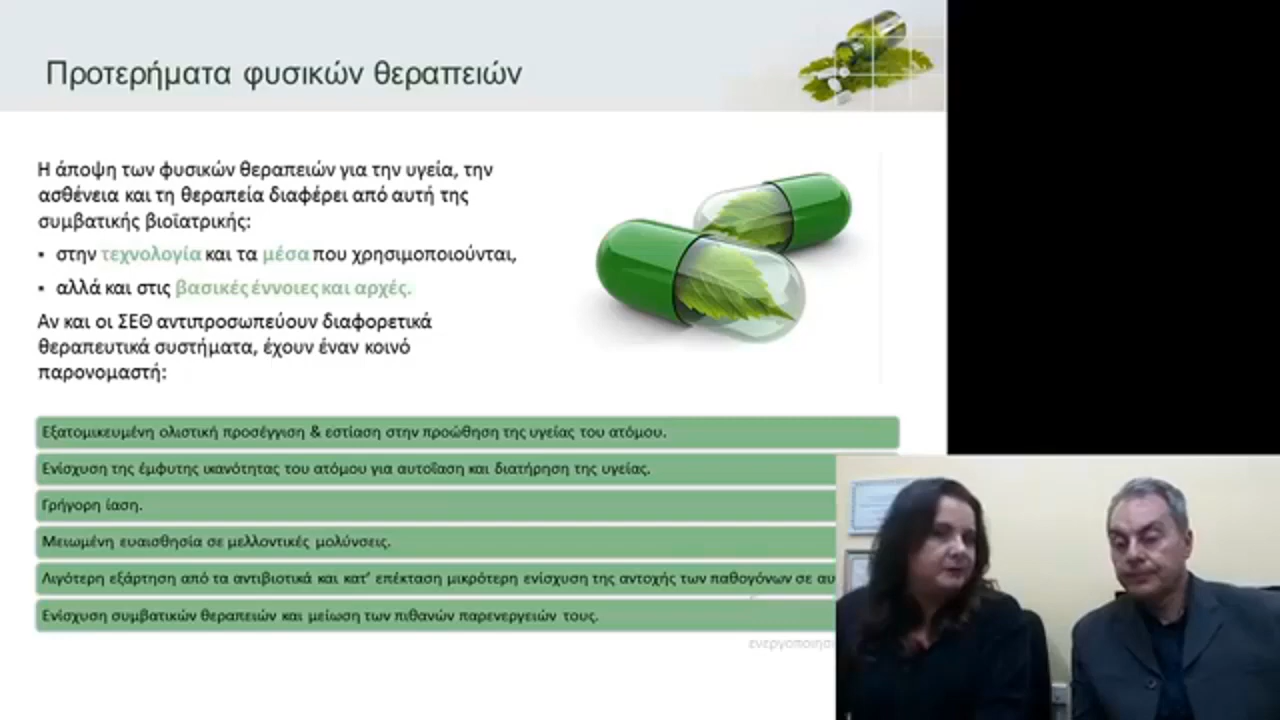 Προτερήματα φυσικών θεραπειών
Η άποψη των φυσικών θεραπειών για την υγεία, την
ασθένεια και τη θεραπεία διαφέρει από αυτή της
συμβατικής βιοϊατρικής:
▪ στην τεχνολογία και τα μέσα που χρησιμοποιούνται,
▪ αλλά και στις βασικές έννοιες και αρχές.
Αν και οι ΣΕΘ αντιπροσωπεύουν διαφορετικά
θεραπευτικά συστήματα, έχουν έναν κοινό
παρονομαστή:
Εξατομικευμένη ολιστική προσέγγιση & εστίαση στην προώθηση της υγείας του ατόμου.
Ενίσχυση της έμφυτης ικανότητας του ατόμου για αυτοΐαση και διατήρηση της υγείας.
Γρήγορη ίαση.
Μειωμένη ευαισθησία σε μελλοντικές μολύνσεις.
Λιγότερη εξάρτηση από τα αντιβιοτικά και κατ’ επέκταση μικρότερη ενίσχυση της αντοχής των παθογόνων σε
Ενίσχυση συμβατικών θεραπειών και μείωση των πιθανών παρενεργειών τους.